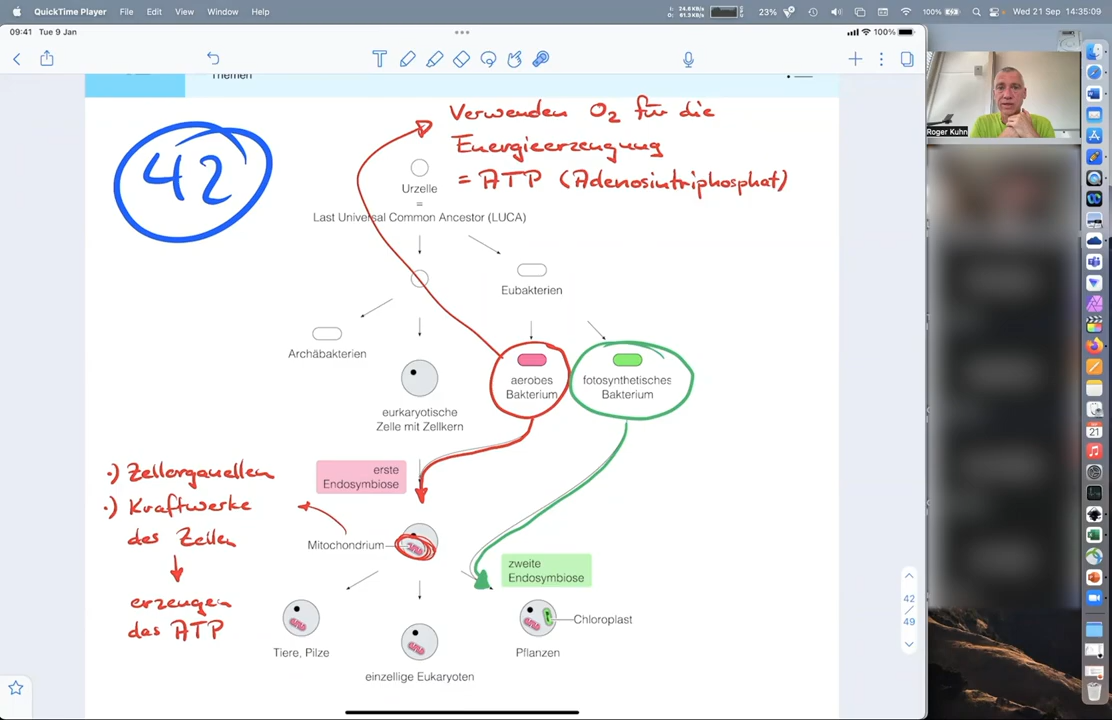 QuickTime Player File Edit View Window Help
23% 100% Wed 21 Sep 14:35:09
09:41 Tue 9 Jan
100%
Themen
42
Verwenden O2 für die
Energieerzeugung
= ATP (Adenosintriphosphat)
Urzelle
=
Last Universal Common Ancestor (LUCA)
Eubakterien
Archäbakterien
aerobes
Bakterium
fotosynthetisches
Bakterium
eurkaryotische
Zelle mit Zellkern
erste
Endosymbiose
·) Zellorganellen
·) Kraftwerke
des Zellen
erzeugen
das ATP
Mitochondrium
zweite
Endosymbiose
Chloroplast
Tiere, Pilze
einzellige Eukaryoten
Pflanzen
42
/
49
Roger Kuhn
21